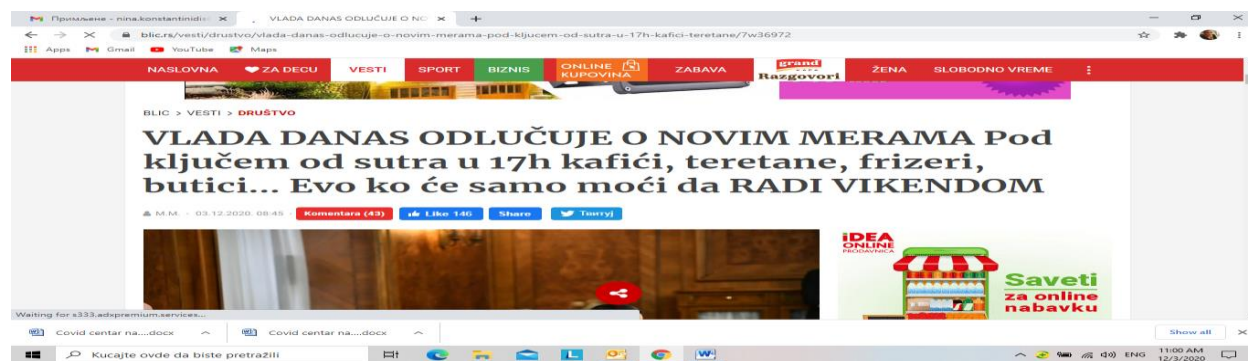 Примљене - nina.konstantinidis
VLADA DANAS ODLUČUJE O NO
blic.rs/vesti/drustvo/vlada-danas-odlucuje-o-novim-merama-pod-kljucem-od-sutra-u-17h-kafici-teretane/7w36972
Apps Gmail YouTube Maps
NASLOVNA ZA DECU VESTI SPORT BIZNIS ONLINE KUPOVINA ZABAVA grand Razgovori ŽENA SLOBODNO VREME
BLIC > VESTI > DRUŠTVO
VLADA DANAS ODLUČUJE O NOVIM MERAMA Pod
ključem od sutra u 17h kafići, teretane, frizeri,
butici... Evo ko će samo moći da RADI VIKENDOM
M.M. - 03.12.2020. 08:45 - Komentara (43) Like 146 Share Твитуј
iDEA
ONLINE
PRODAVNICA
Saveti
za online
nabavku
Waiting for s333.adxpremium.services...
Covid centar na....docx Covid centar na....docx Show all
Kucajte ovde da biste pretražili
ENG 11:00 AM
12/3/2020